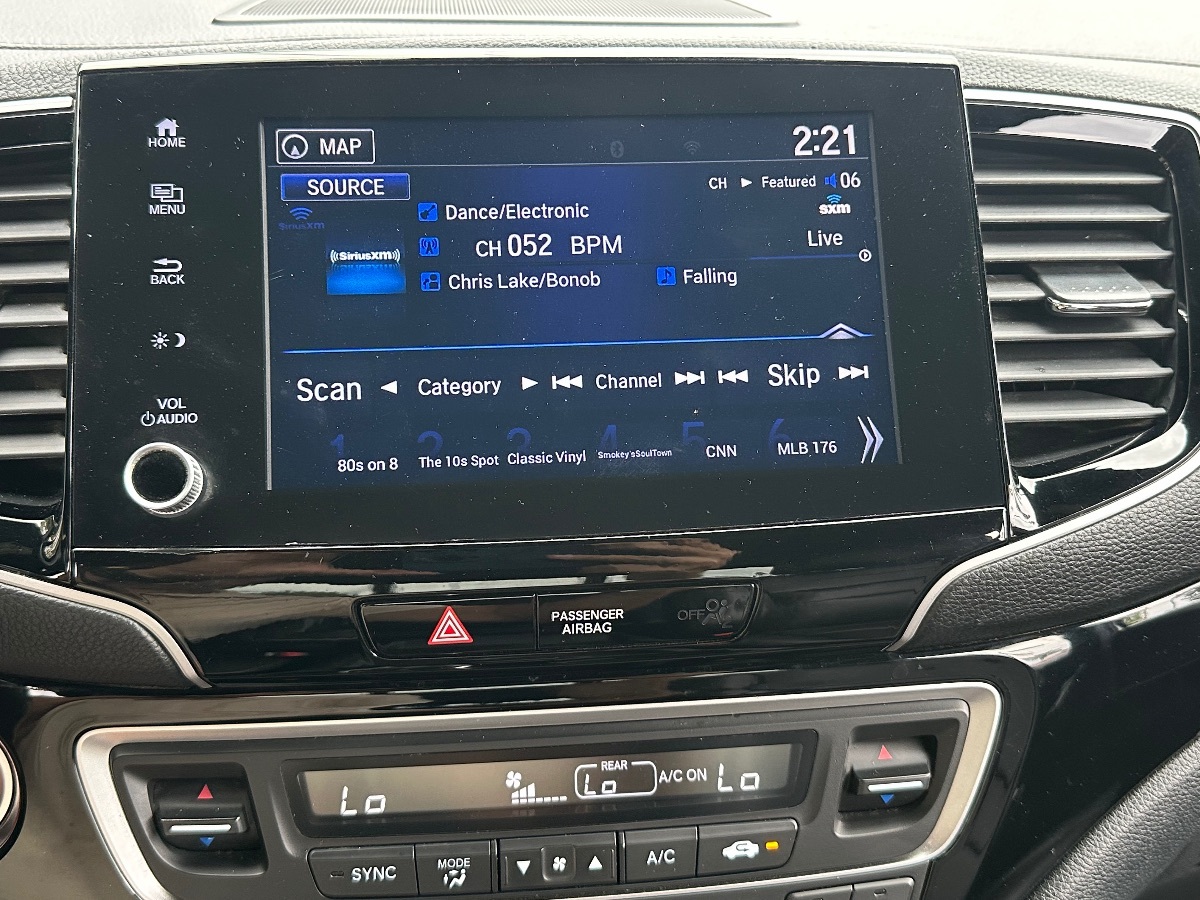 HOME
MENU
BACK
VOL
AUDIO
MAP
2:21
SOURCE
CH ► Featured 06
SiriusXM
sxm
Dance/Electronic
((SiriusXM))
CH 052 BPM
Live
Chris Lake/Bonob
Falling
Scan
Category
Channel
Skip
1 2 3 4 5 6
80s on 8
The 10s Spot
Classic Vinyl
Smokey'sSoulTown
CNN
MLB 176
PASSENGER
AIRBAG
OFF
Lo
REAR
Lo
A/C ON
Lo
SYNC
MODE
A/C